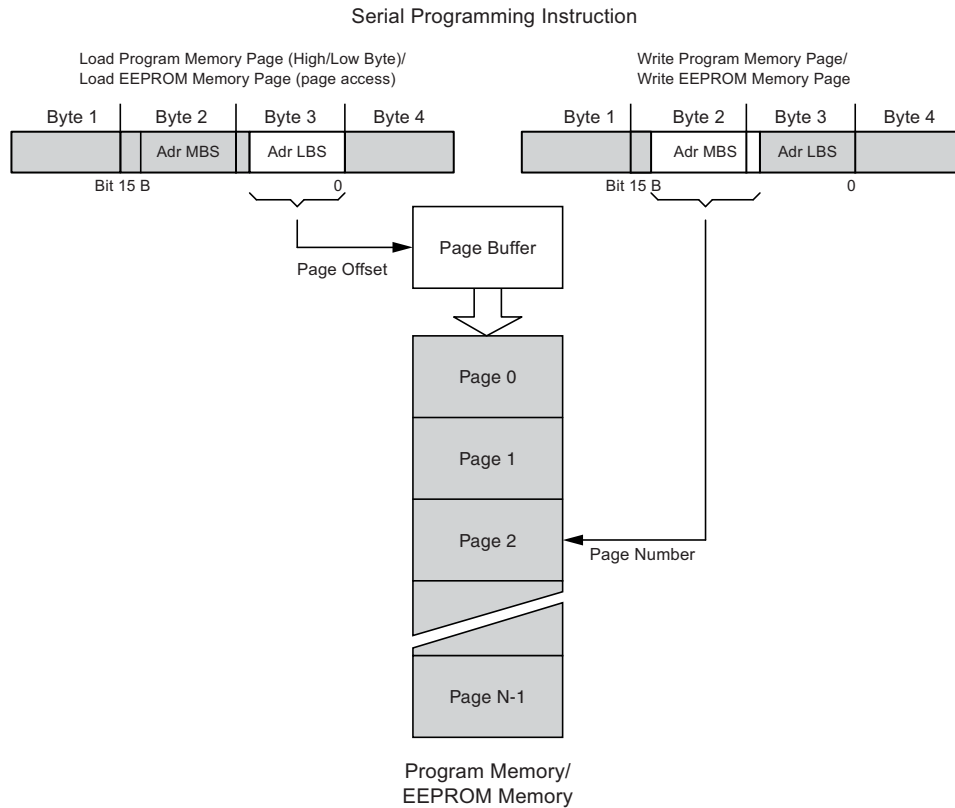 Serial Programming Instruction
Load Program Memory Page (High/Low Byte)/
Load EEPROM Memory Page (page access)
Write Program Memory Page/
Write EEPROM Memory Page
Byte 1 Byte 2 Byte 3 Byte 4
Byte 1 Byte 2 Byte 3 Byte 4
Adr MBS Adr LBS
Adr MBS Adr LBS
Bit 15 B 0
Bit 15 B 0
Page Buffer
Page Offset
Page 0
Page 1
Page 2
Page Number
Page N-1
Program Memory/
EEPROM Memory